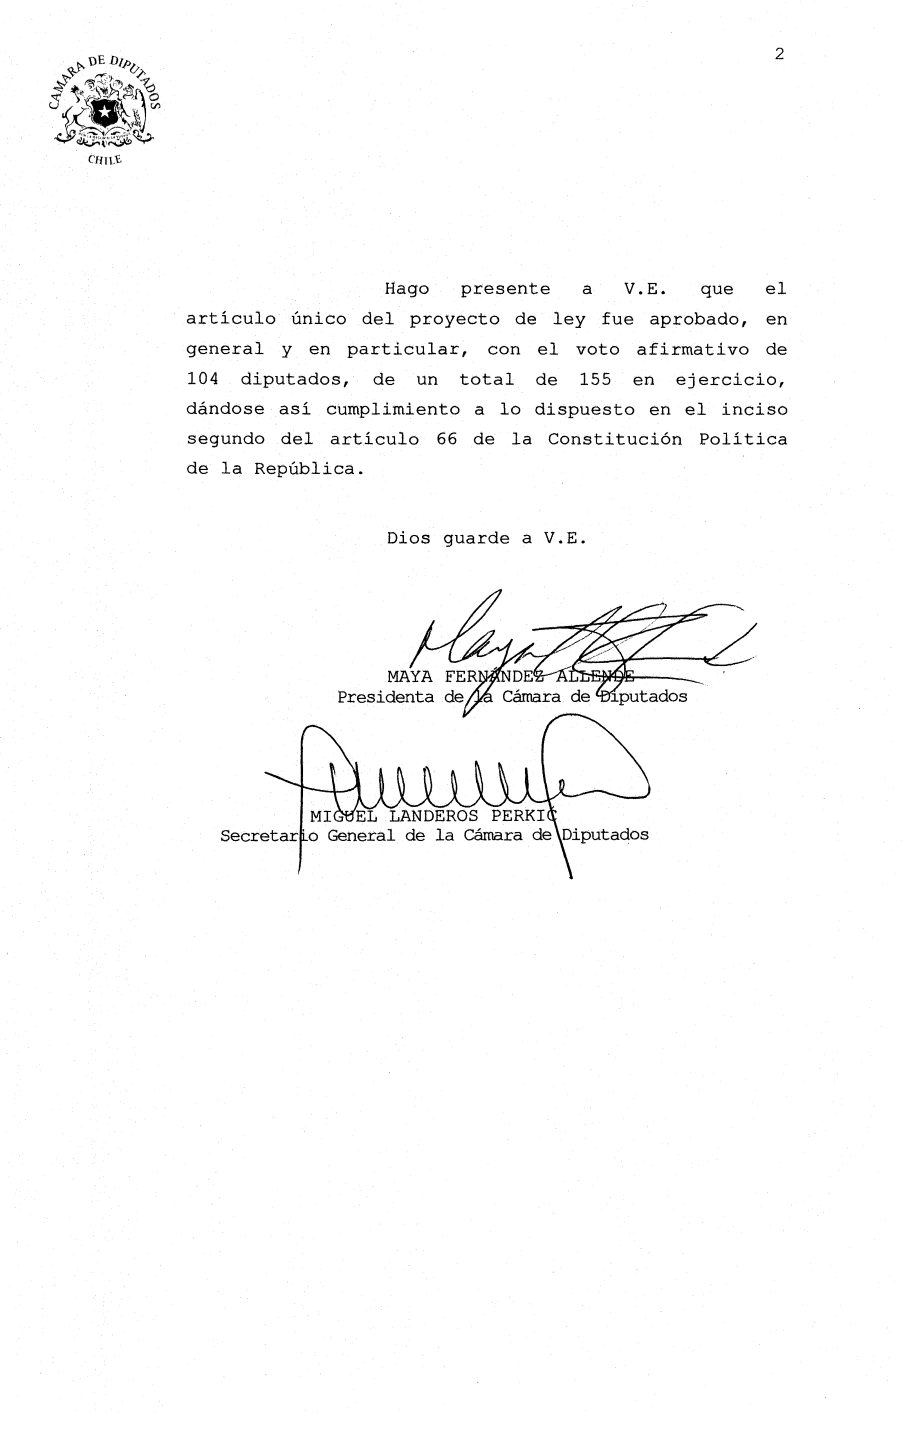 2
CAMARA DE DIPUTADOS
CHILE
Hago presente a V.E. que el
artículo único del proyecto de ley fue aprobado, en
general y en particular, con el voto afirmativo de
104 diputados, de un total de 155 en ejercicio,
dándose así cumplimiento a lo dispuesto en el inciso
segundo del artículo 66 de la Constitución Política
de la República.
Dios guarde a V.E.
MAYA FERNÁNDEZ ALLENDE
Presidenta de la Cámara de Diputados
MIGUEL LANDEROS PERKIĆ
Secretario General de la Cámara de Diputados